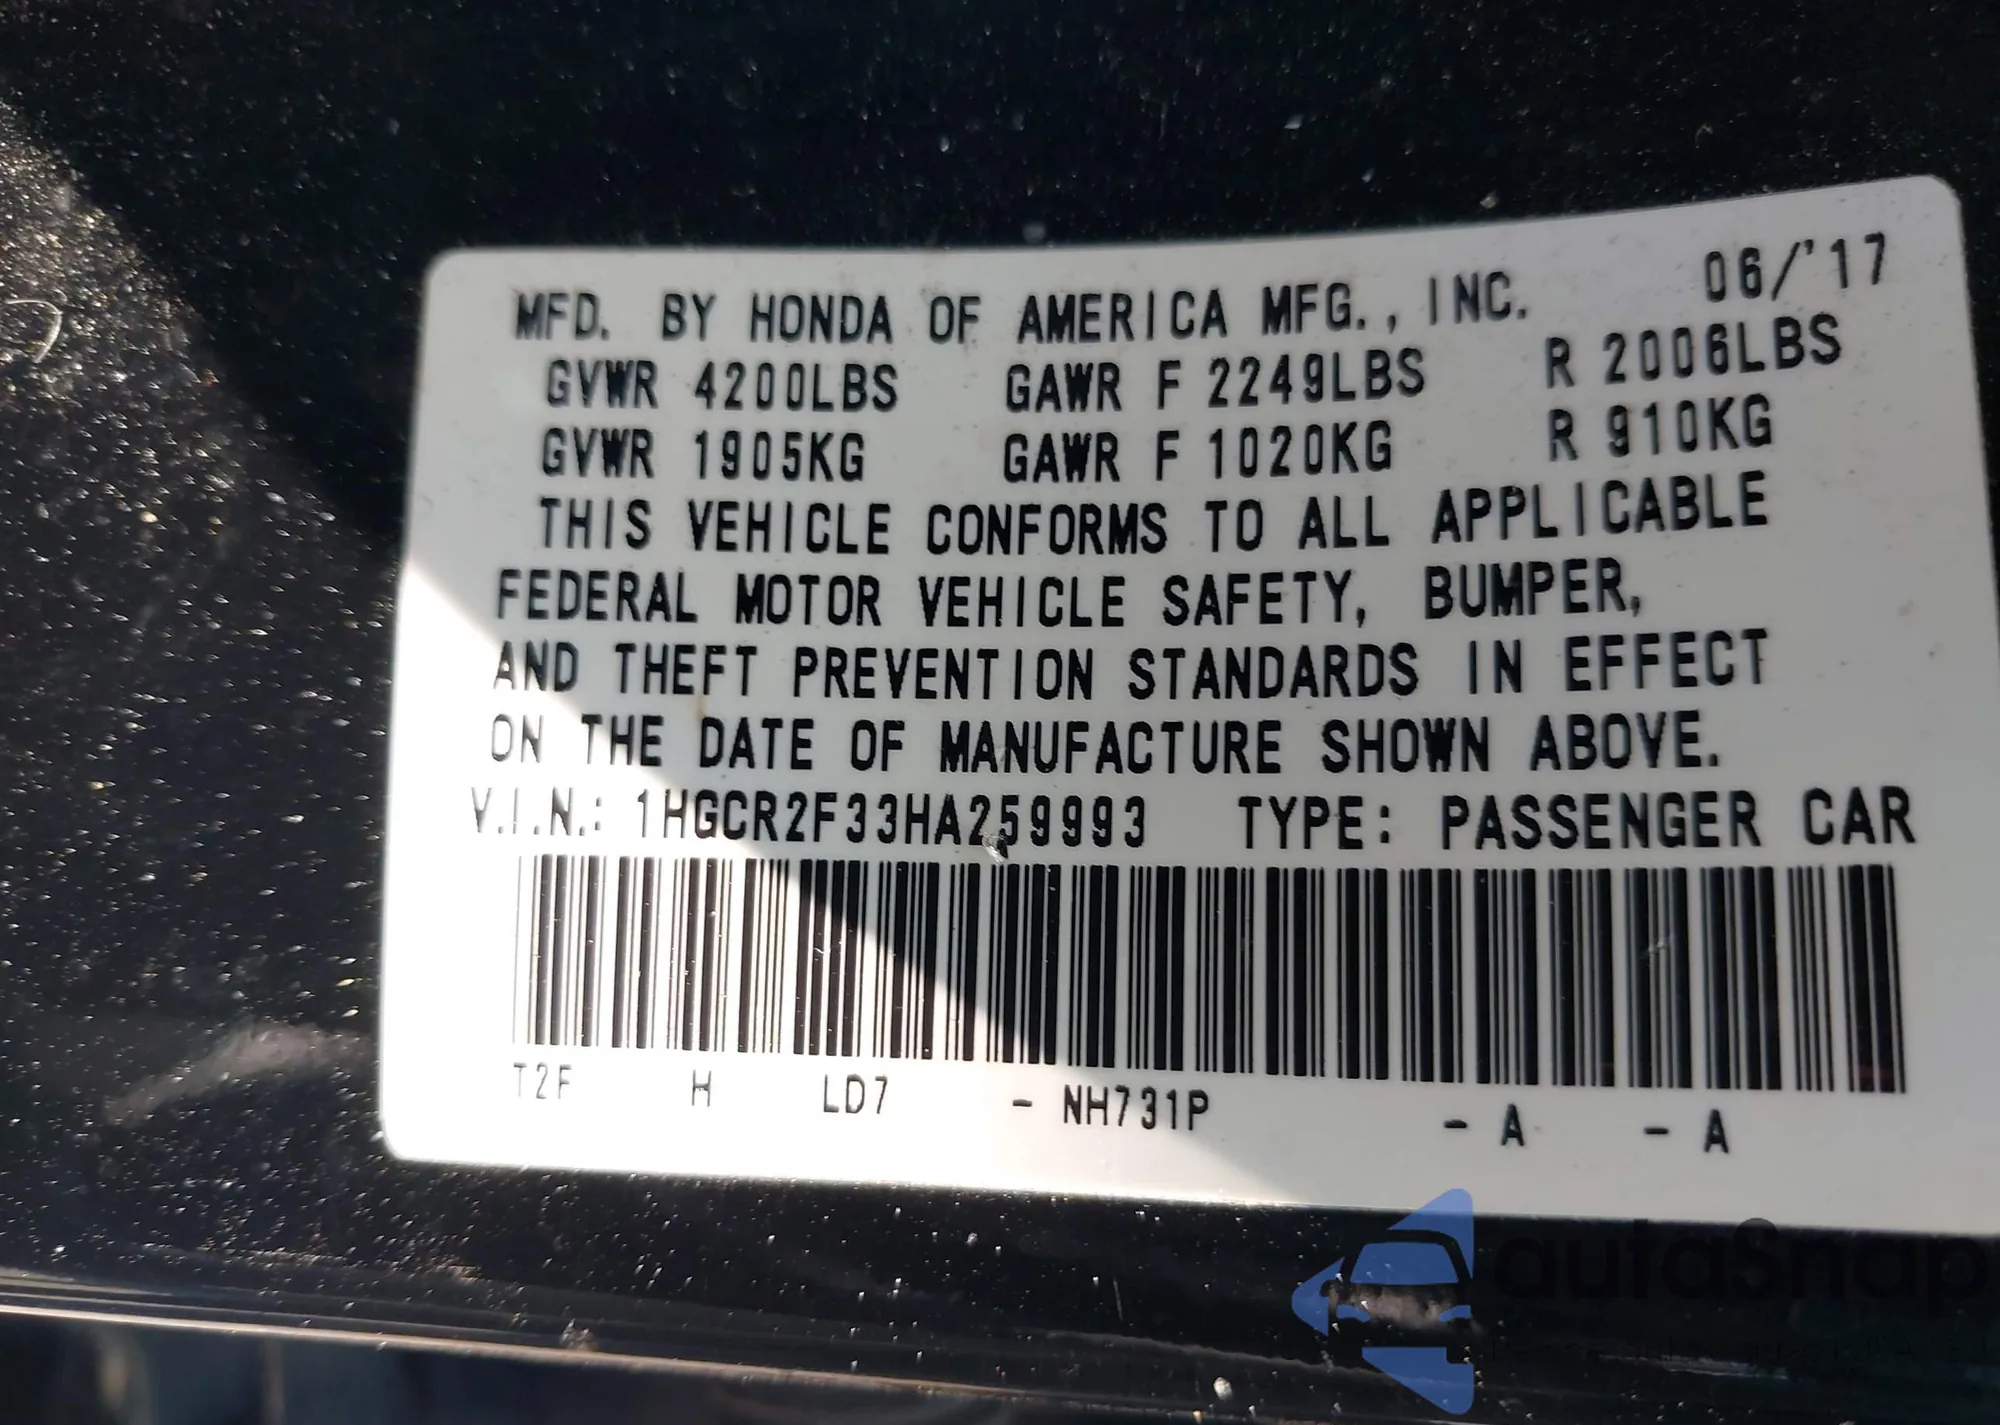 MFD. BY HONDA OF AMERICA MFG., INC. 06/'17
GVWR 4200LBS GAWR F 2249LBS R 2006LBS
GVWR 1905KG GAWR F 1020KG R 910KG
THIS VEHICLE CONFORMS TO ALL APPLICABLE
FEDERAL MOTOR VEHICLE SAFETY, BUMPER,
AND THEFT PREVENTION STANDARDS IN EFFECT
ON THE DATE OF MANUFACTURE SHOWN ABOVE.
V.I.N.: 1HGCR2F33HA259993 TYPE: PASSENGER CAR
T2F H LD7 - NH731P - A - A
autaSnap